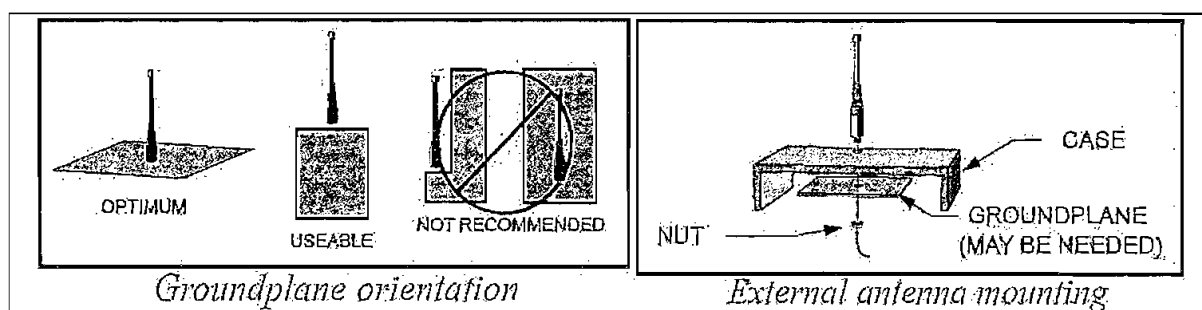 OPTIMUM
USEABLE
NOT RECOMMENDED
Groundplane orientation
CASE
GROUNDPLANE
(MAY BE NEEDED)
NUT
External antenna mounting